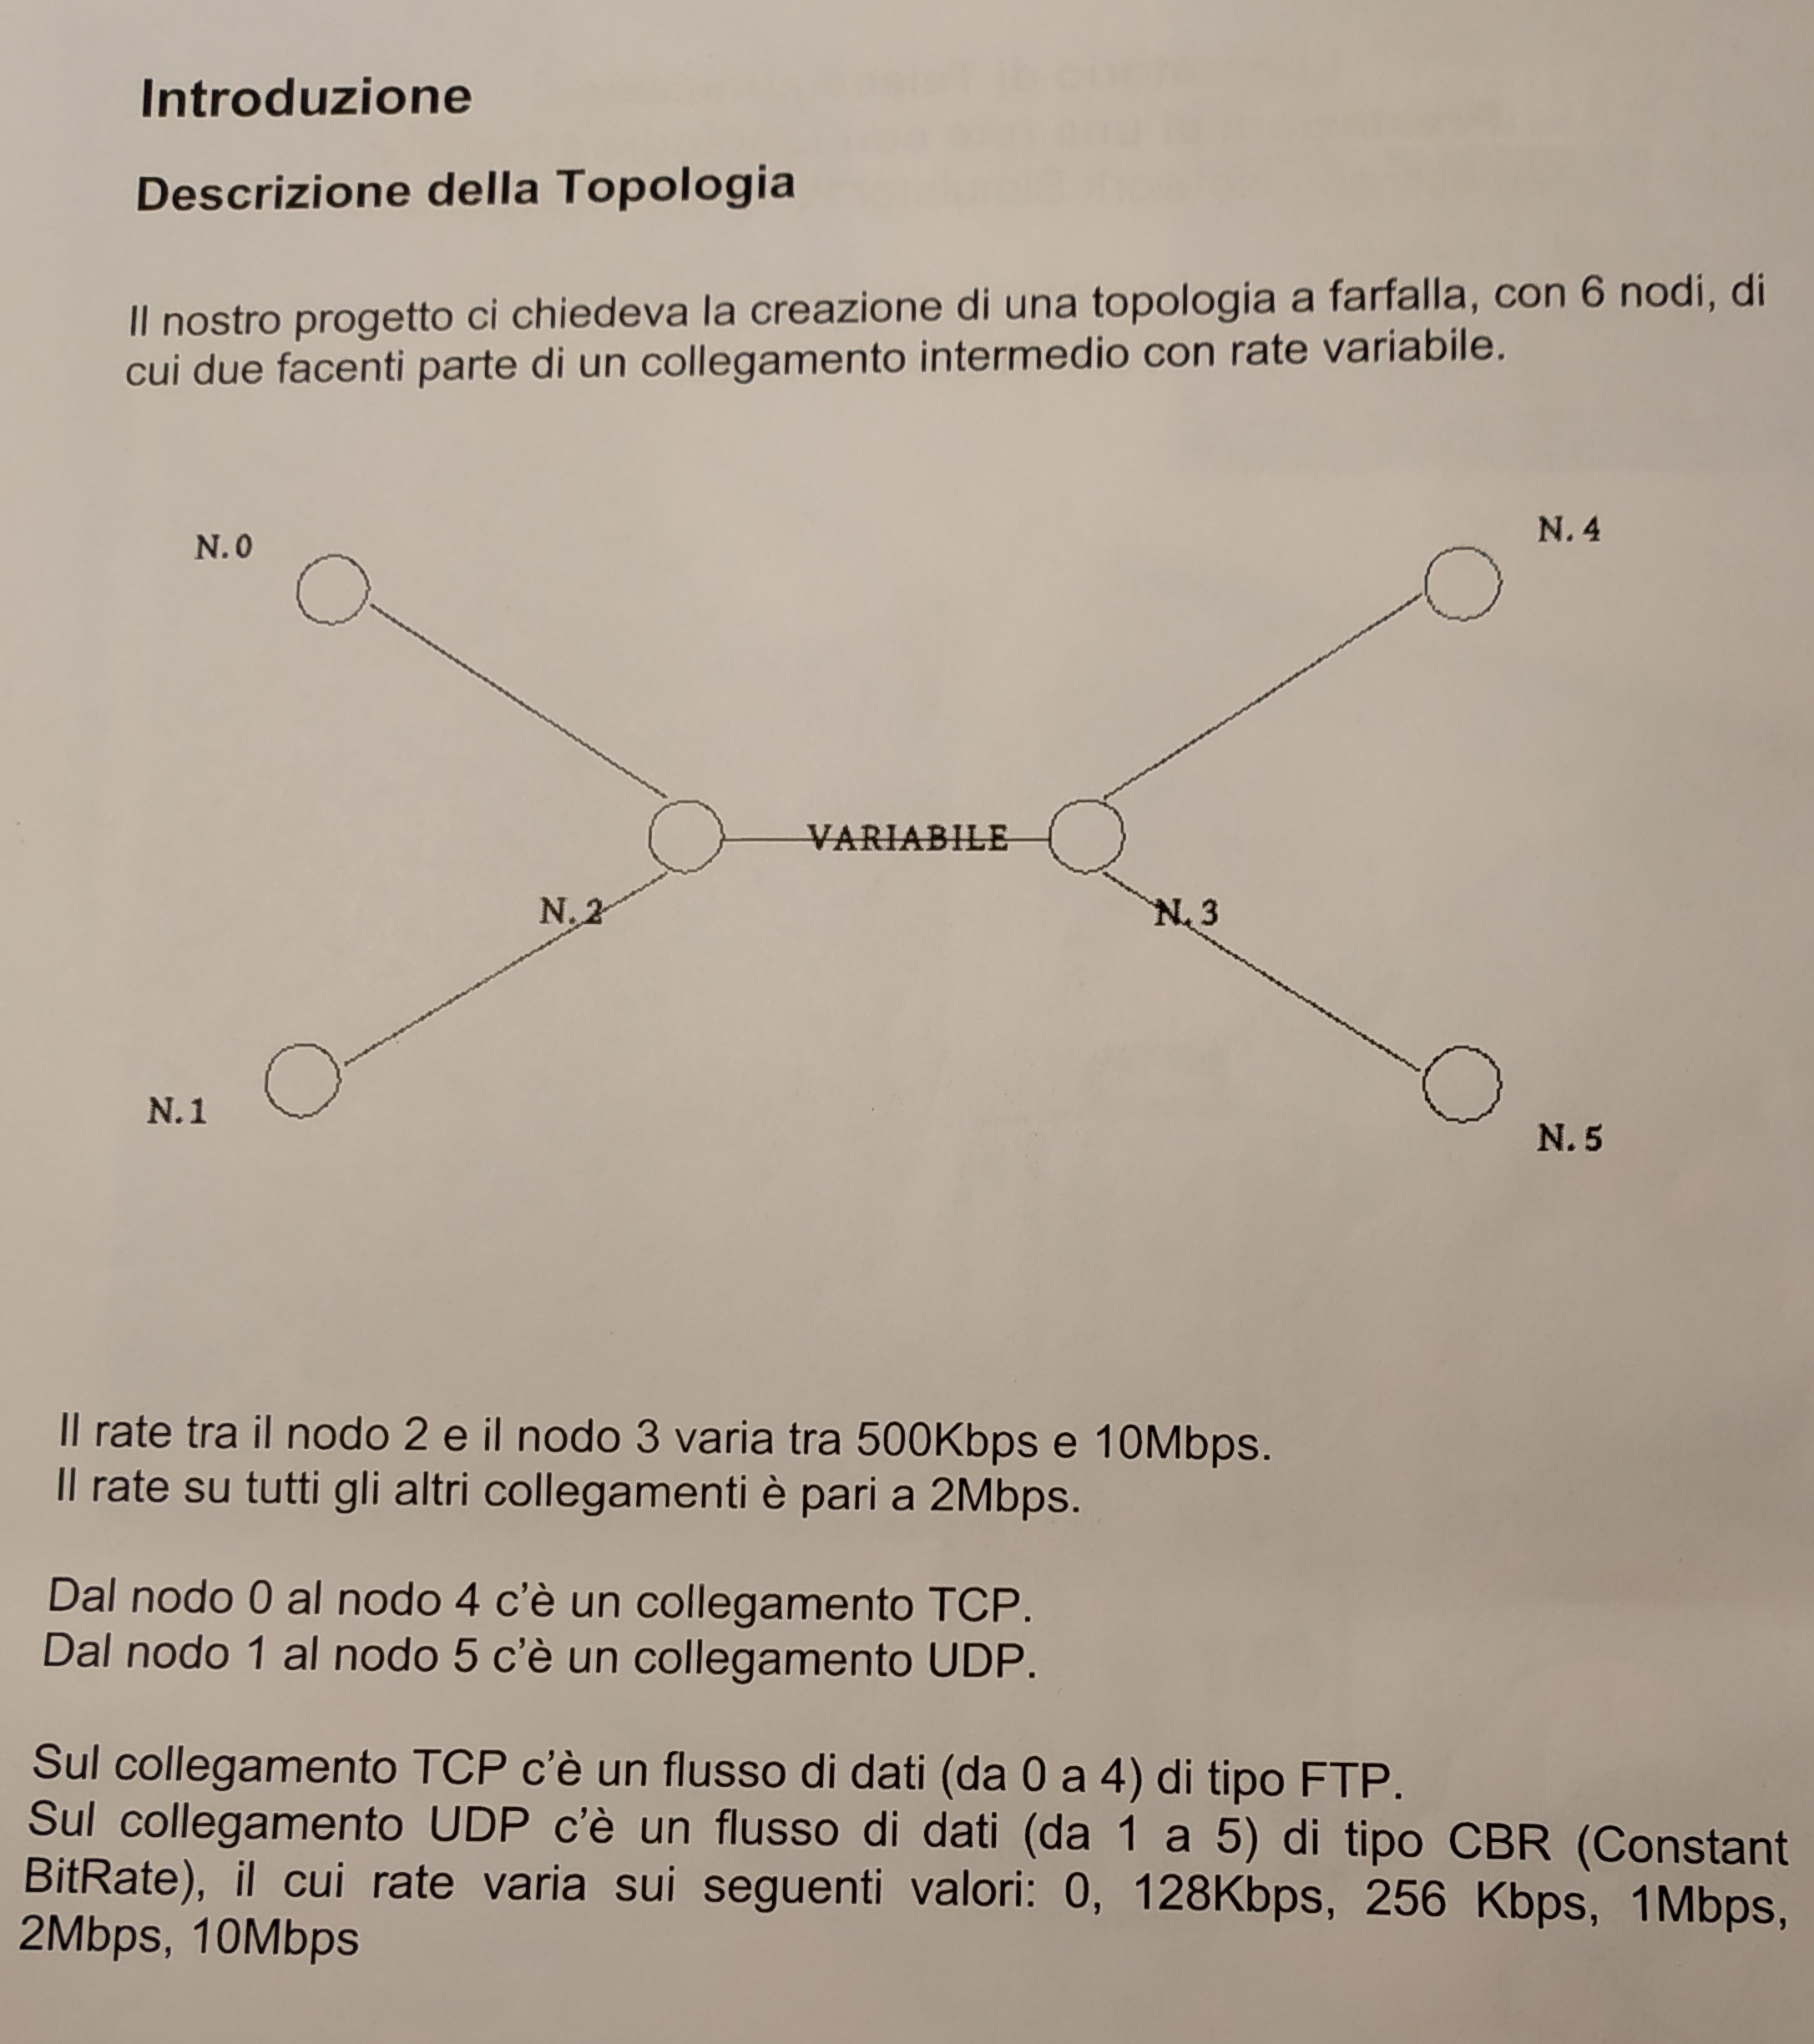 Introduzione
Descrizione della Topologia
Il nostro progetto ci chiedeva la creazione di una topologia a farfalla, con 6 nodi, di
cui due facenti parte di un collegamento intermedio con rate variabile.
N.0
N.4
VARIABILE
N.2
N.3
N.1
N.5
Il rate tra il nodo 2 e il nodo 3 varia tra 500Kbps e 10Mbps.
Il rate su tutti gli altri collegamenti è pari a 2Mbps.
Dal nodo 0 al nodo 4 c'è un collegamento TCP.
Dal nodo 1 al nodo 5 c'è un collegamento UDP.
Sul collegamento TCP c'è un flusso di dati (da 0 a 4) di tipo FTP.
Sul collegamento UDP c'è un flusso di dati (da 1 a 5) di tipo CBR (Constant
BitRate), il cui rate varia sui seguenti valori: 0, 128Kbps, 256 Kbps, 1Mbps,
2Mbps, 10Mbps